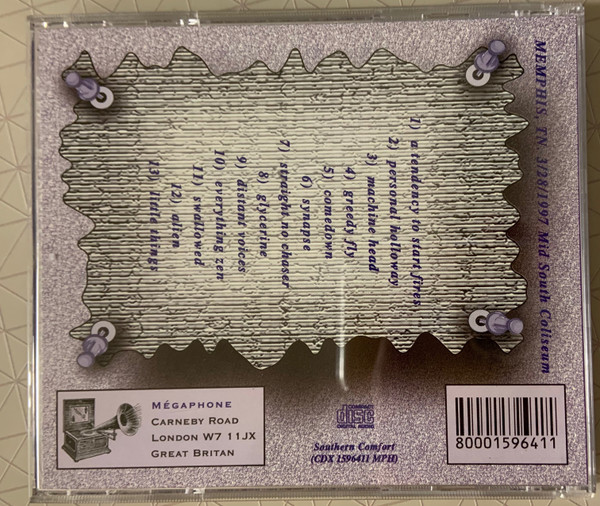 MEMPHIS, TN 3/28/1997 Mid South Coliseum
1) a tendency to start fires
2) personal holloway
3) machine head
4) greedy fly
5) comedown
6) synapse
7) straight no chaser
8) glycerine
9) distant voices
10) everything zen
11) swallowed
12) alien
13) little things
MÉGAPHONE
CARNEBY ROAD
LONDON W7 11JX
GREAT BRITAN
COMPACT
disc
DIGITAL AUDIO
Southern Comfort
(CDX 1596411 MPH)
80001596411